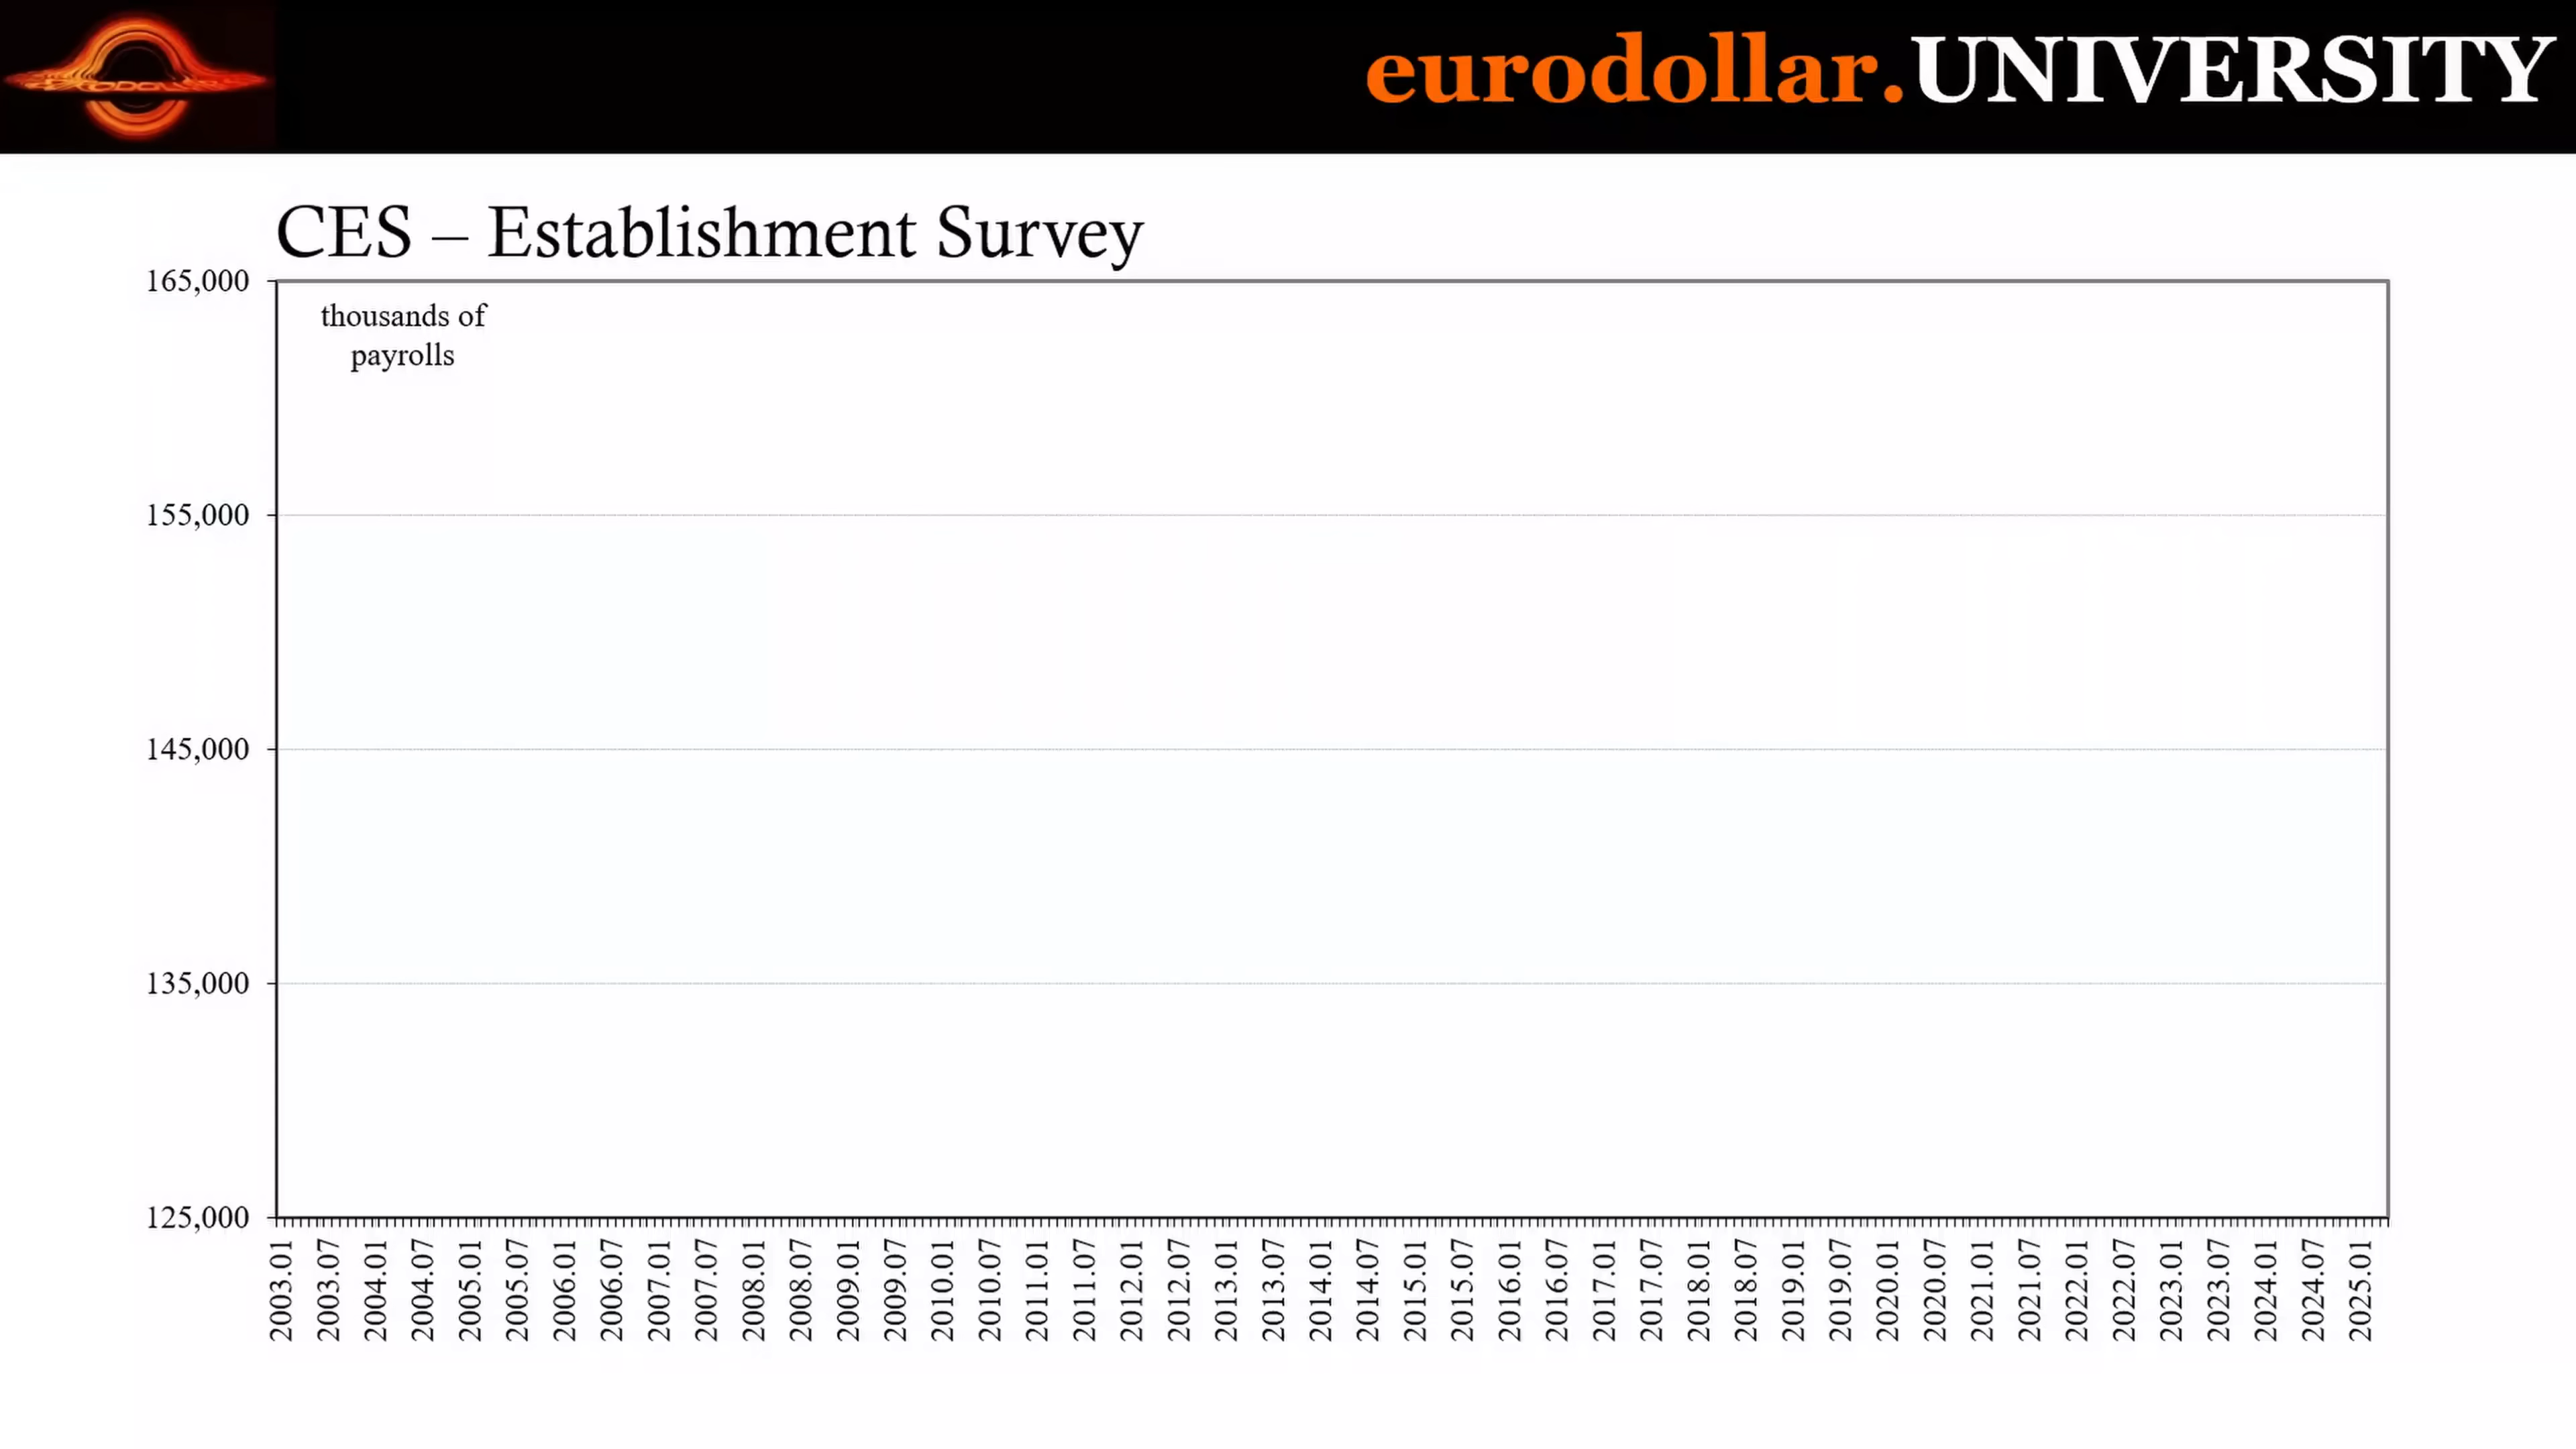 eurodollar.UNIVERSITY
CES – Establishment Survey
thousands of
payrolls
165,000
155,000
145,000
135,000
125,000
2003.01 2003.07 2004.01 2004.07 2005.01 2005.07 2006.01 2006.07 2007.01 2007.07 2008.01 2008.07 2009.01 2009.07 2010.01 2010.07 2011.01 2011.07 2012.01 2012.07 2013.01 2013.07 2014.01 2014.07 2015.01 2015.07 2016.01 2016.07 2017.01 2017.07 2018.01 2018.07 2019.01 2019.07 2020.01 2020.07 2021.01 2021.07 2022.01 2022.07 2023.01 2023.07 2024.01 2024.07 2025.01